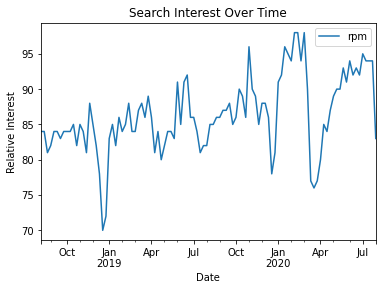 Search Interest Over Time
rpm
Relative Interest
95
90
85
80
75
70
Oct Jan Apr Jul Oct Jan Apr Jul
2019 2020
Date